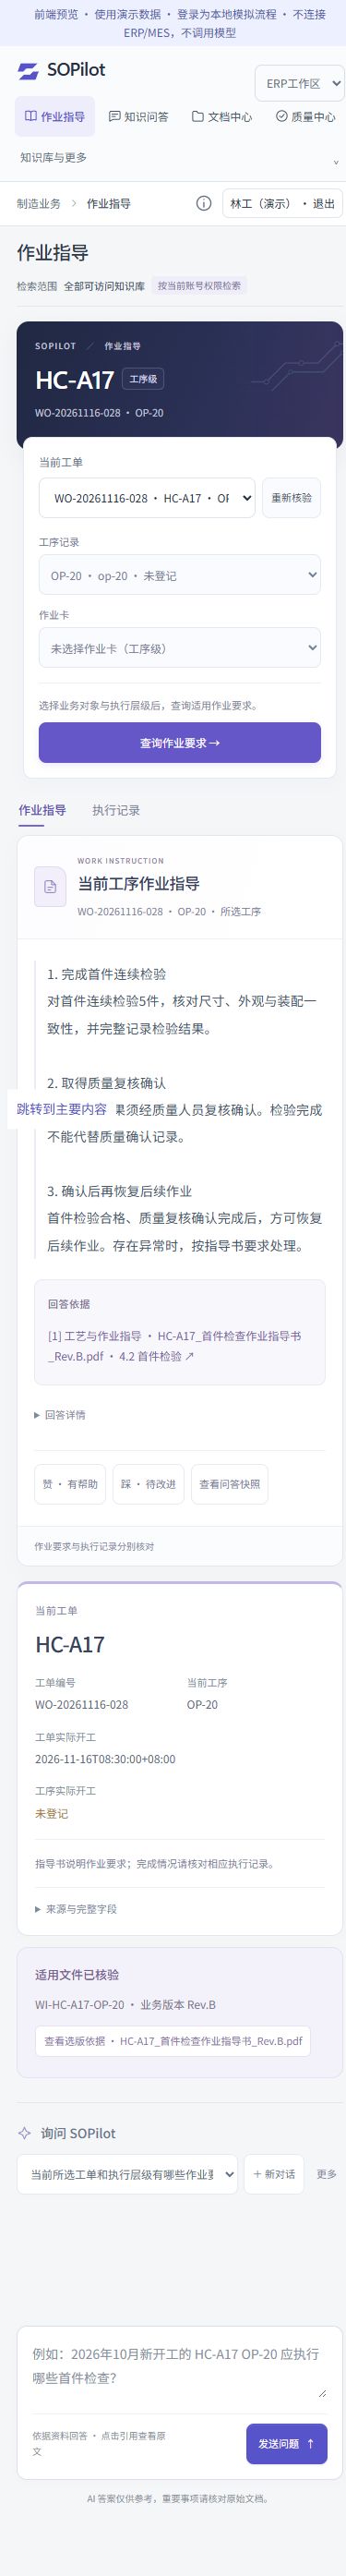 前端预览 • 使用演示数据 • 登录为本地模拟流程 • 不连接
ERP/MES，不调用模型
SOPilot
ERP工作区
作业指导
知识问答
文档中心
质量中心
知识库与更多
制造业务 > 作业指导
林工（演示） • 退出
作业指导
检索范围 全部可访问知识库 按当前账号权限检索
SOPILOT / 作业指导
HC-A17 工序级
WO-20261116-028 • OP-20
当前工单
WO-20261116-028 • HC-A17 • OF
重新核验
工序记录
OP-20 • op-20 • 未登记
作业卡
未选择作业卡（工序级）
选择业务对象与执行层级后，查询适用作业要求。
查询作业要求 →
作业指导
执行记录
WORK INSTRUCTION
当前工序作业指导
WO-20261116-028 • OP-20 • 所选工序
1. 完成首件连续检验
对首件连续检验5件，核对尺寸、外观与装配一
致性，并完整记录检验结果。
2. 取得质量复核确认
跳转到主要内容
果须经质量人员复核确认。检验完成
不能代替质量确认记录。
3. 确认后再恢复后续作业
首件检验合格、质量复核确认完成后，方可恢复
后续作业。存在异常时，按指导书要求处理。
回答依据
[1] 工艺与作业指导 • HC-A17_首件检查作业指导书
_Rev.B.pdf • 4.2 首件检验 ↗
▶ 回答详情
赞 • 有帮助
踩 • 待改进
查看问答快照
作业要求与执行记录分别核对
当前工单
HC-A17
工单编号
WO-20261116-028
当前工序
OP-20
工单实际开工
2026-11-16T08:30:00+08:00
工序实际开工
未登记
指导书说明作业要求；完成情况请核对相应执行记录。
▶ 来源与完整字段
适用文件已核验
WI-HC-A17-OP-20 • 业务版本 Rev.B
查看选版依据 • HC-A17_首件检查作业指导书_Rev.B.pdf
询问 SOPilot
当前所选工单和执行层级有哪些作业要
+ 新对话
更多
例如：2026年10月新开工的 HC-A17 OP-20 应执行
哪些首件检查?
依据资料回答 • 点击引用查看原
文
发送问题 ↑
AI 答案仅供参考，重要事项请核对原始文档。